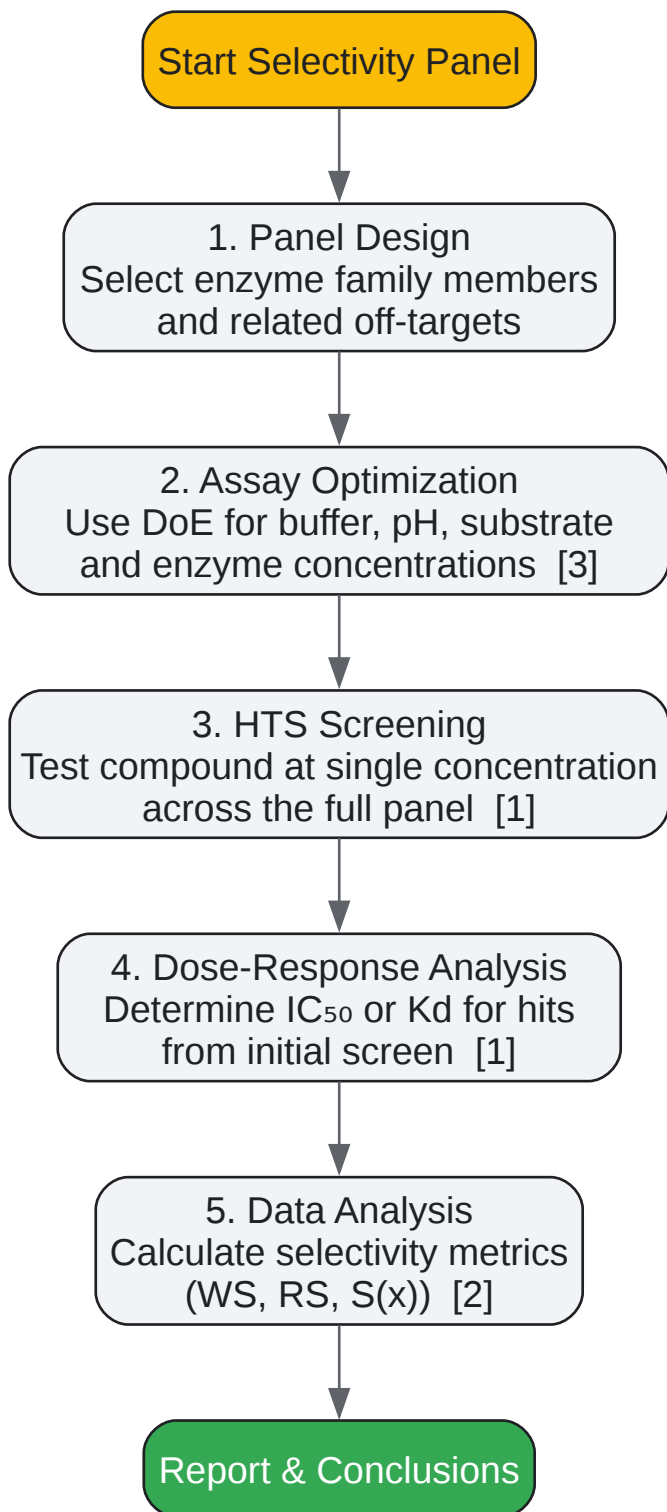 Start Selectivity Panel
1. Panel Design
Select enzyme family members
and related off-targets
2. Assay Optimization
Use DoE for buffer, pH, substrate
and enzyme concentrations [3]
3. HTS Screening
Test compound at single concentration
across the full panel [1]
4. Dose-Response Analysis
Determine IC₅₀ or Kd for hits
from initial screen [1]
5. Data Analysis
Calculate selectivity metrics
(WS, RS, S(x)) [2]
Report & Conclusions